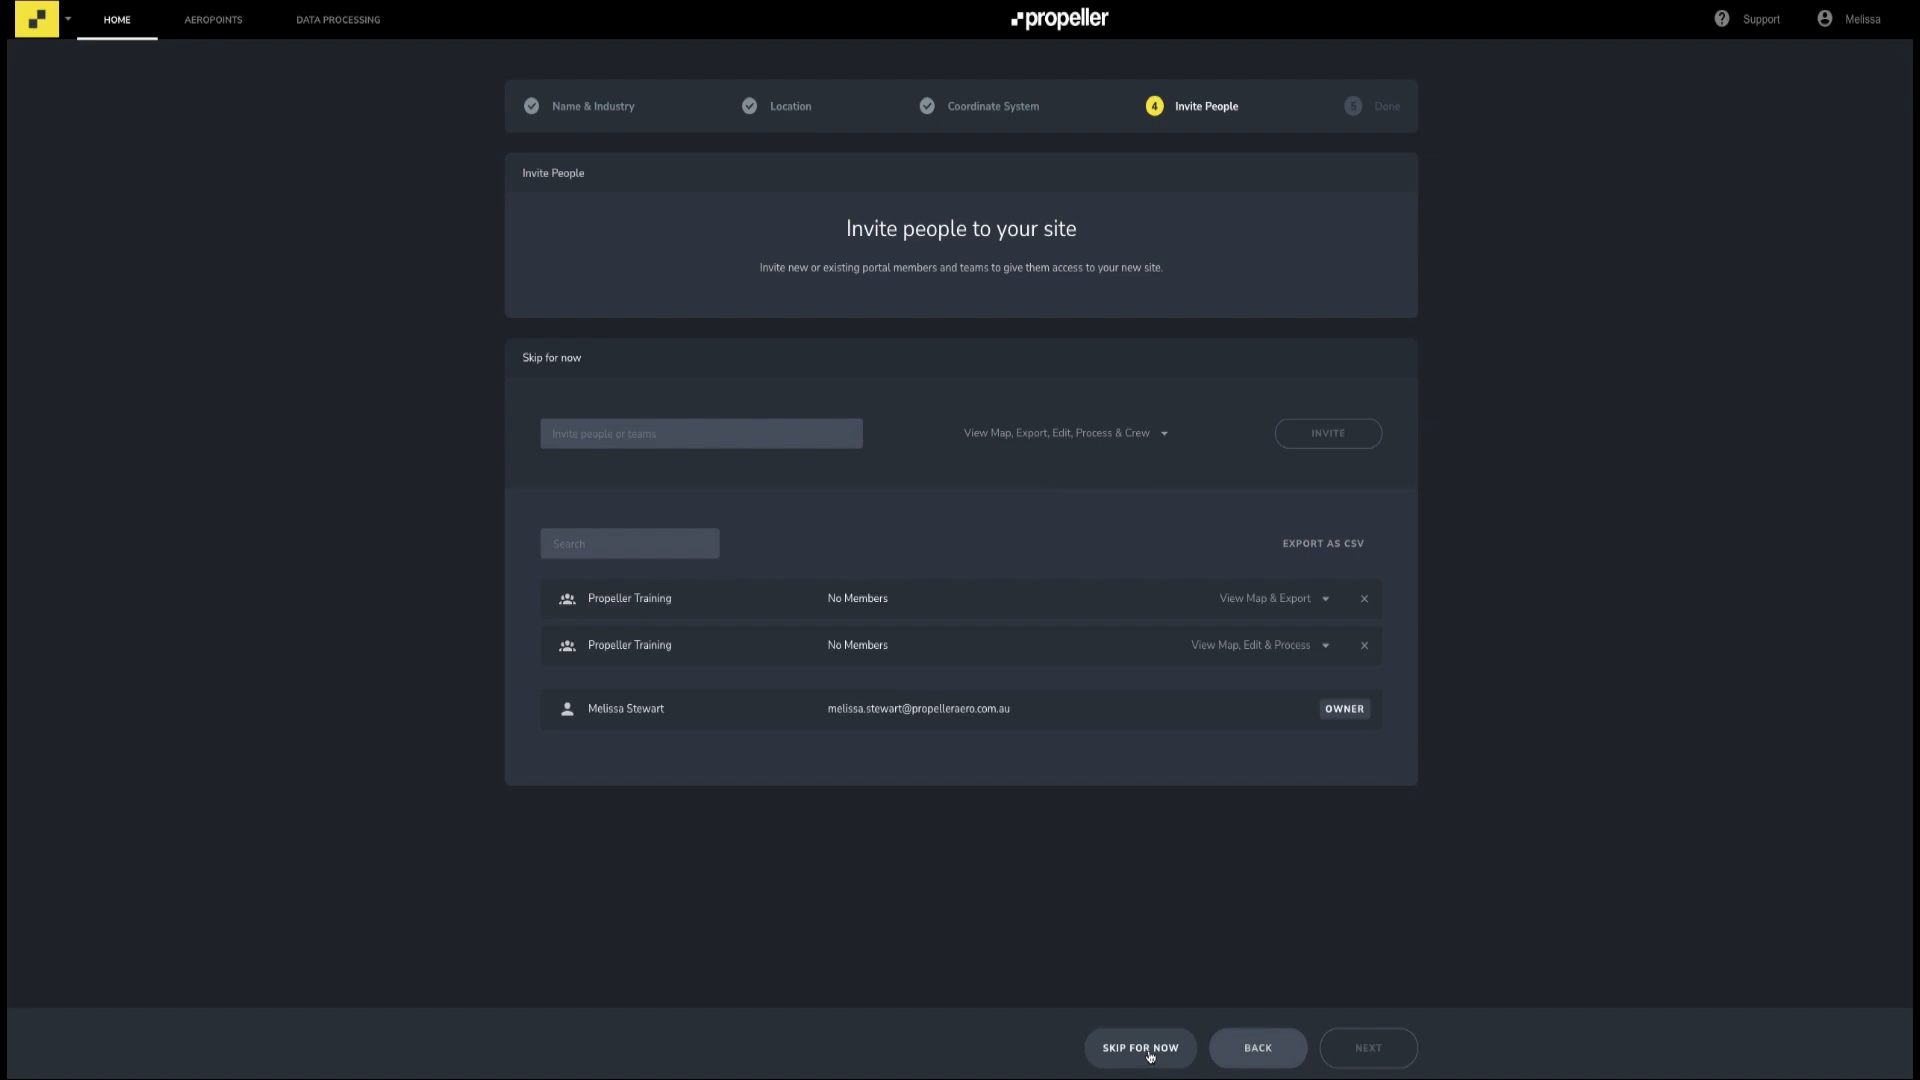 HOME AEROPOINTS DATA PROCESSING propeller ? Support Melissa
Name & Industry Location Coordinate System 4 Invite People 5 Done
Invite People
Invite people to your site
Invite new or existing portal members and teams to give them access to your new site.
Skip for now
Invite people or teams View Map, Export, Edit, Process & Crew INVITE
Search EXPORT AS CSV
Propeller Training No Members View Map & Export
Propeller Training No Members View Map, Edit & Process
Melissa Stewart melissa.stewart@propelleraero.com.au OWNER
SKIP FOR NOW BACK NEXT